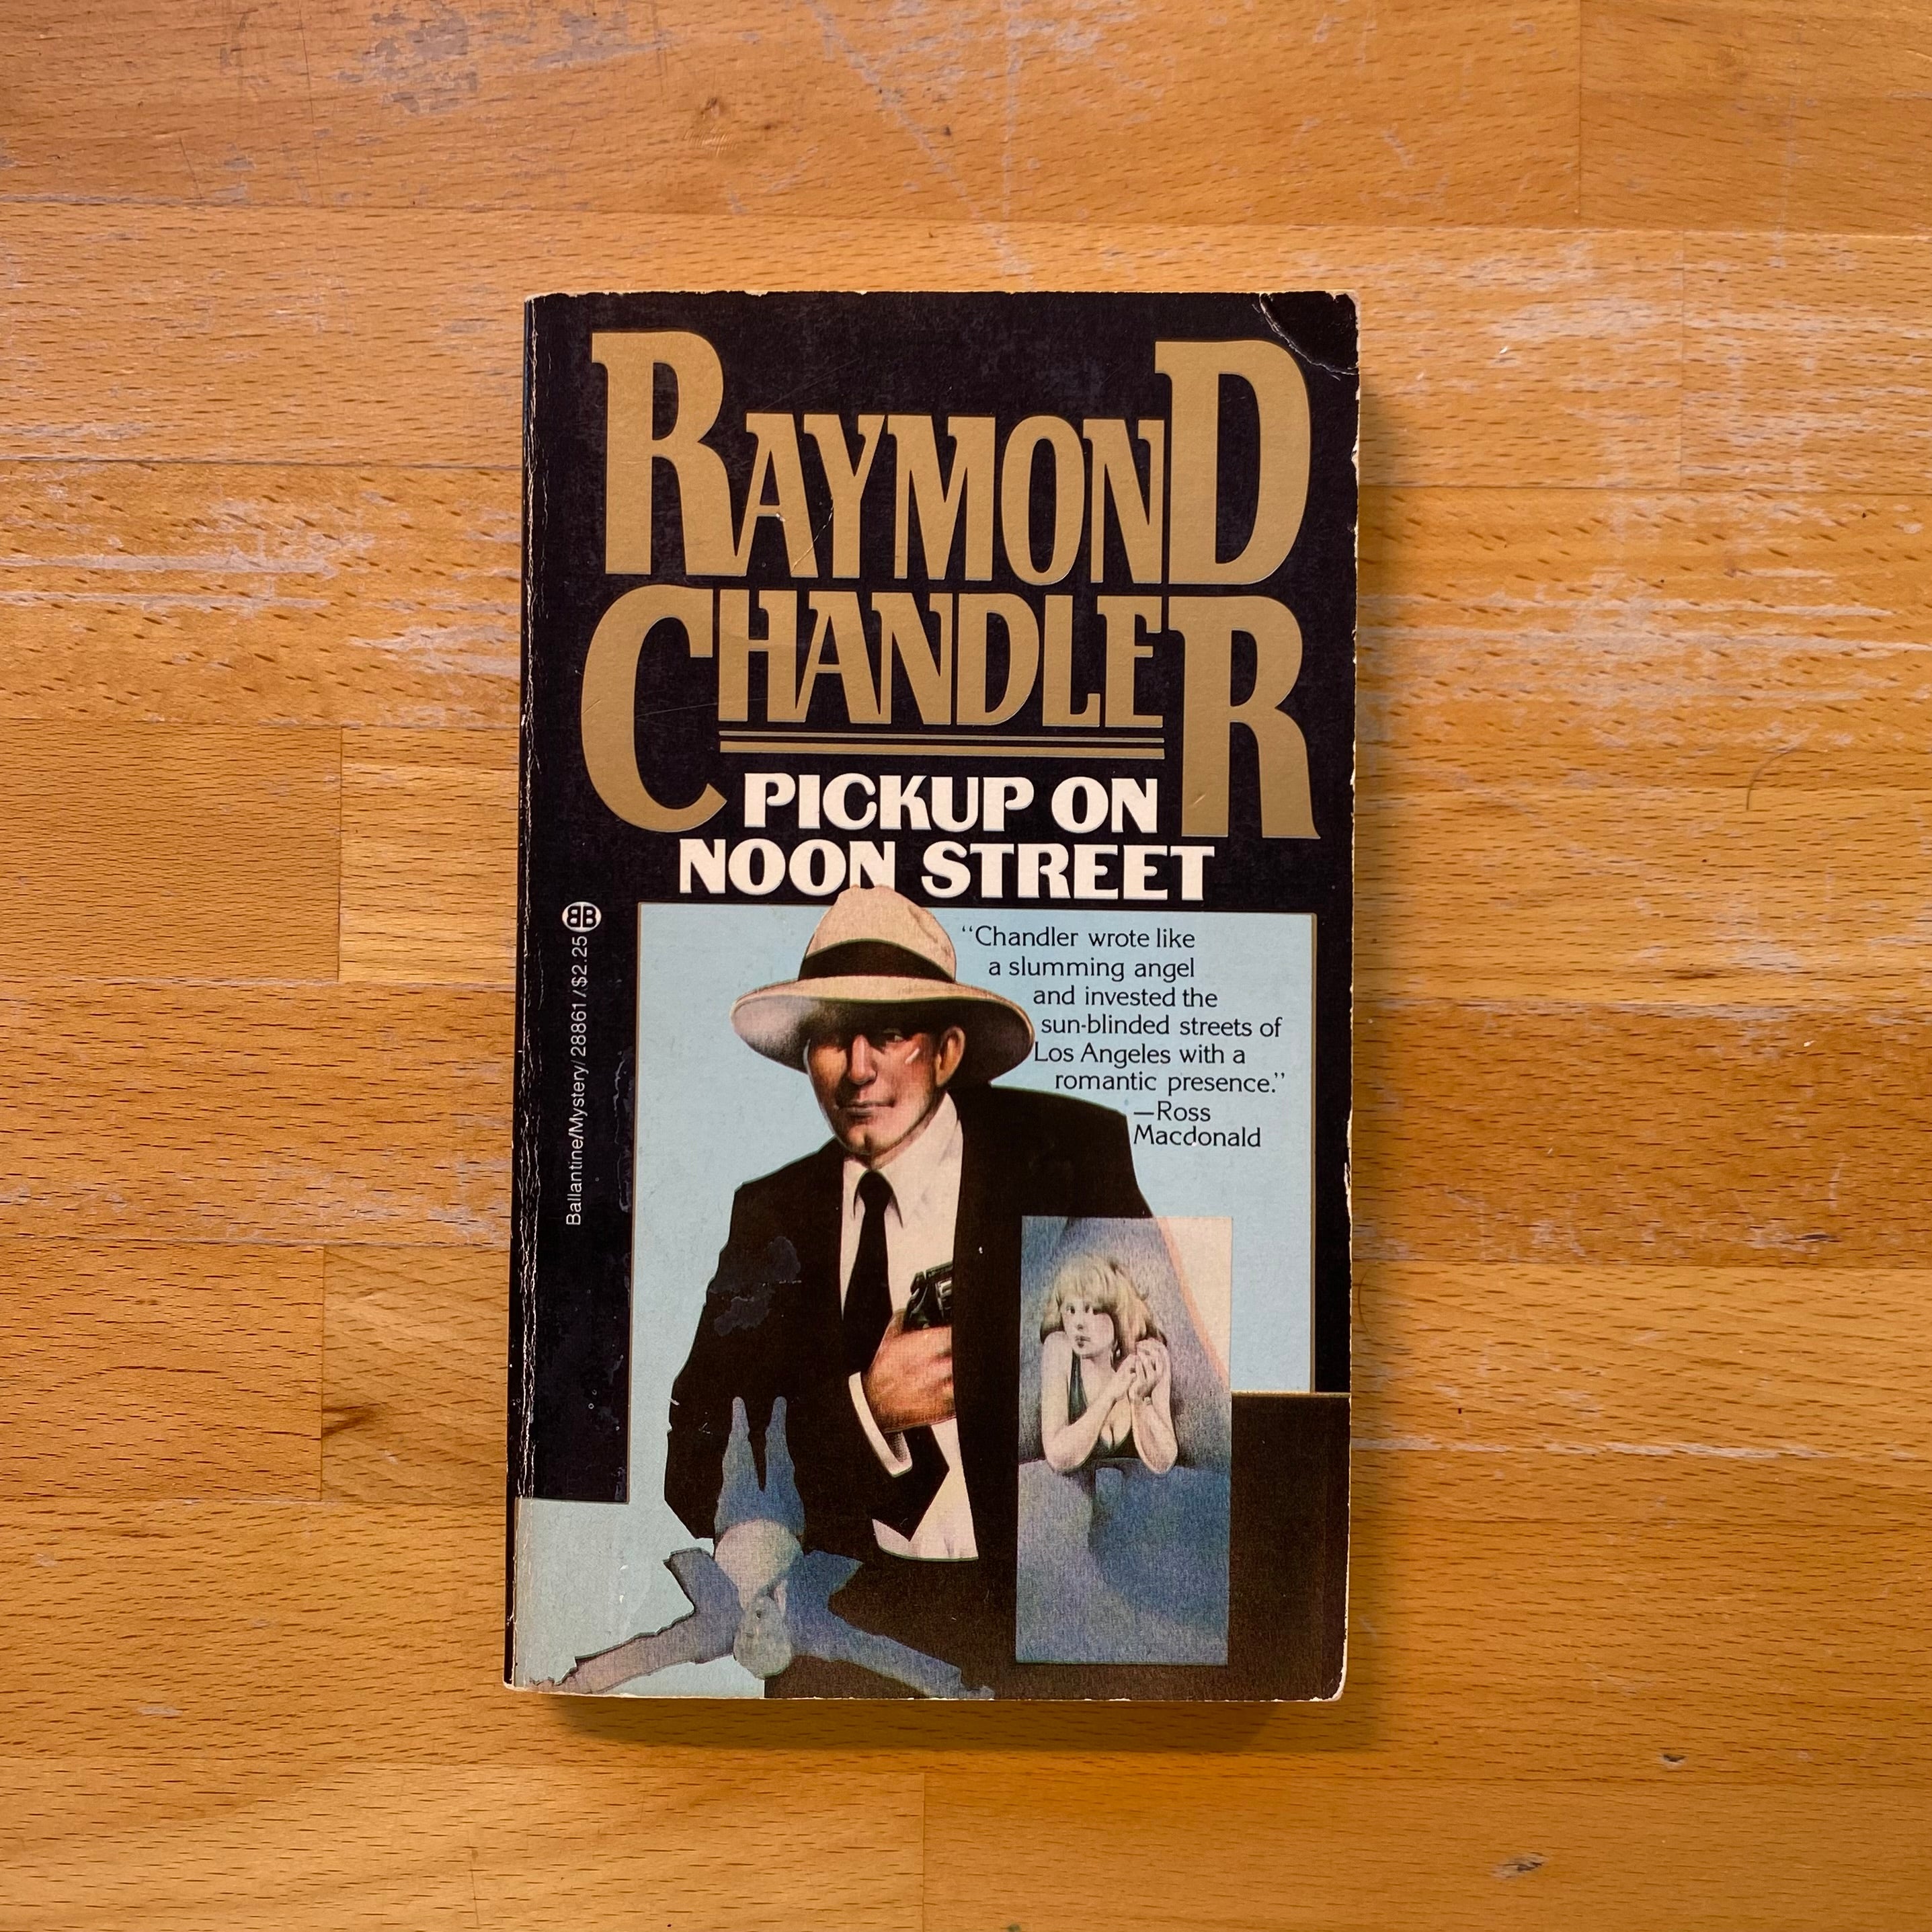 RAYMOND
CHANDLER
PICKUP ON
NOON STREET
BB
Ballantine/Mystery/28861/$2.25
"Chandler wrote like
a slumming angel
and invested the
sun-blinded streets of
Los Angeles with a
romantic presence."
—Ross
Macdonald